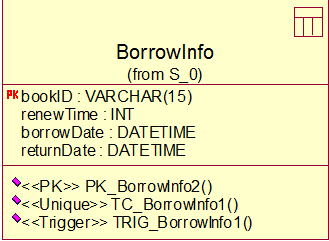 BorrowInfo
(from S_0)
PK bookID : VARCHAR(15)
renewTime : INT
borrowDate : DATETIME
returnDate : DATETIME
<<PK>> PK_BorrowInfo2()
<<Unique>> TC_BorrowInfo1()
<<Trigger>> TRIG_BorrowInfo1()